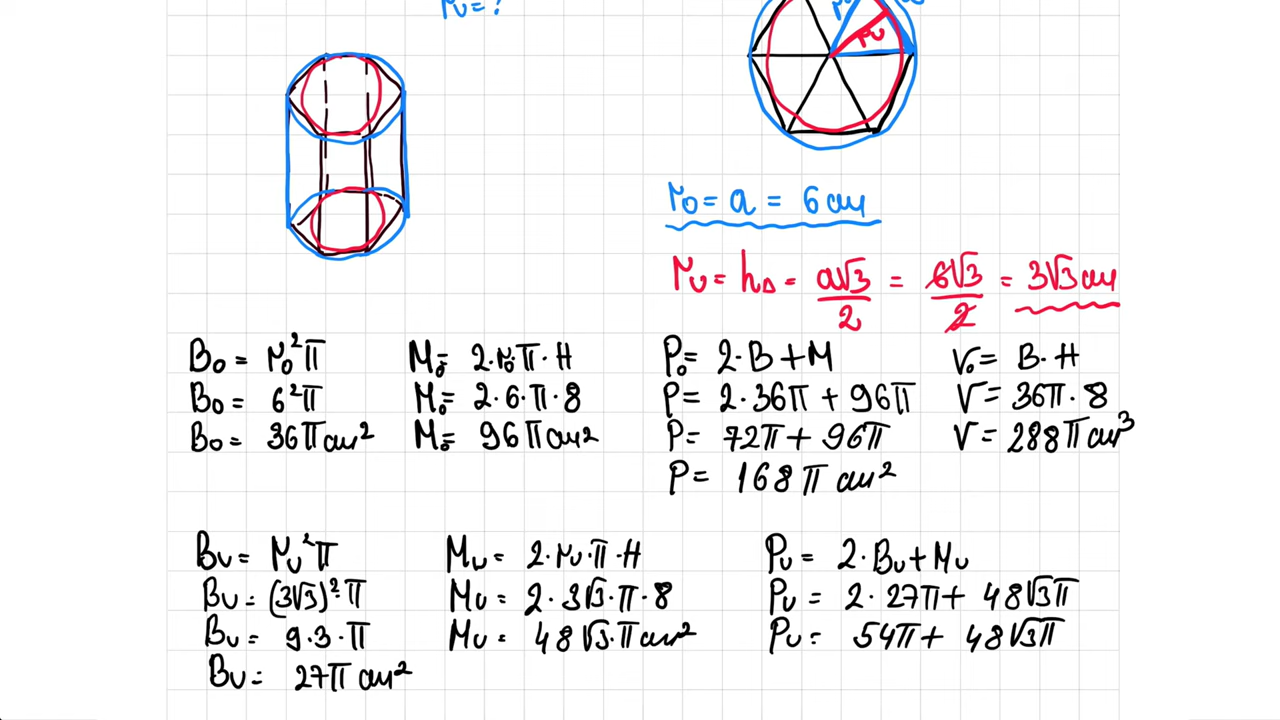 ru = ?
ru
r₀ = a = 6 cm
ru = hΔ = a√3/2 = 6√3/2 = 3√3 cm
B₀ = r₀²π
B₀ = 6²π
B₀ = 36π cm²
M₀ = 2·r₀π·H
M₀ = 2·6·π·8
M₀ = 96π cm²
P₀ = 2·B+M
P = 2·36π + 96π
P = 72π + 96π
P = 168π cm²
V₀ = B·H
V = 36π·8
V = 288π cm³
Bu = ru²π
Bu = (3√3)²π
Bu = 9·3·π
Bu = 27π cm²
Mu = 2·ru·π·H
Mu = 2·3√3·π·8
Mu = 48√3·π cm²
Pu = 2·Bu+Mu
Pu = 2·27π + 48√3π
Pu = 54π + 48√3π